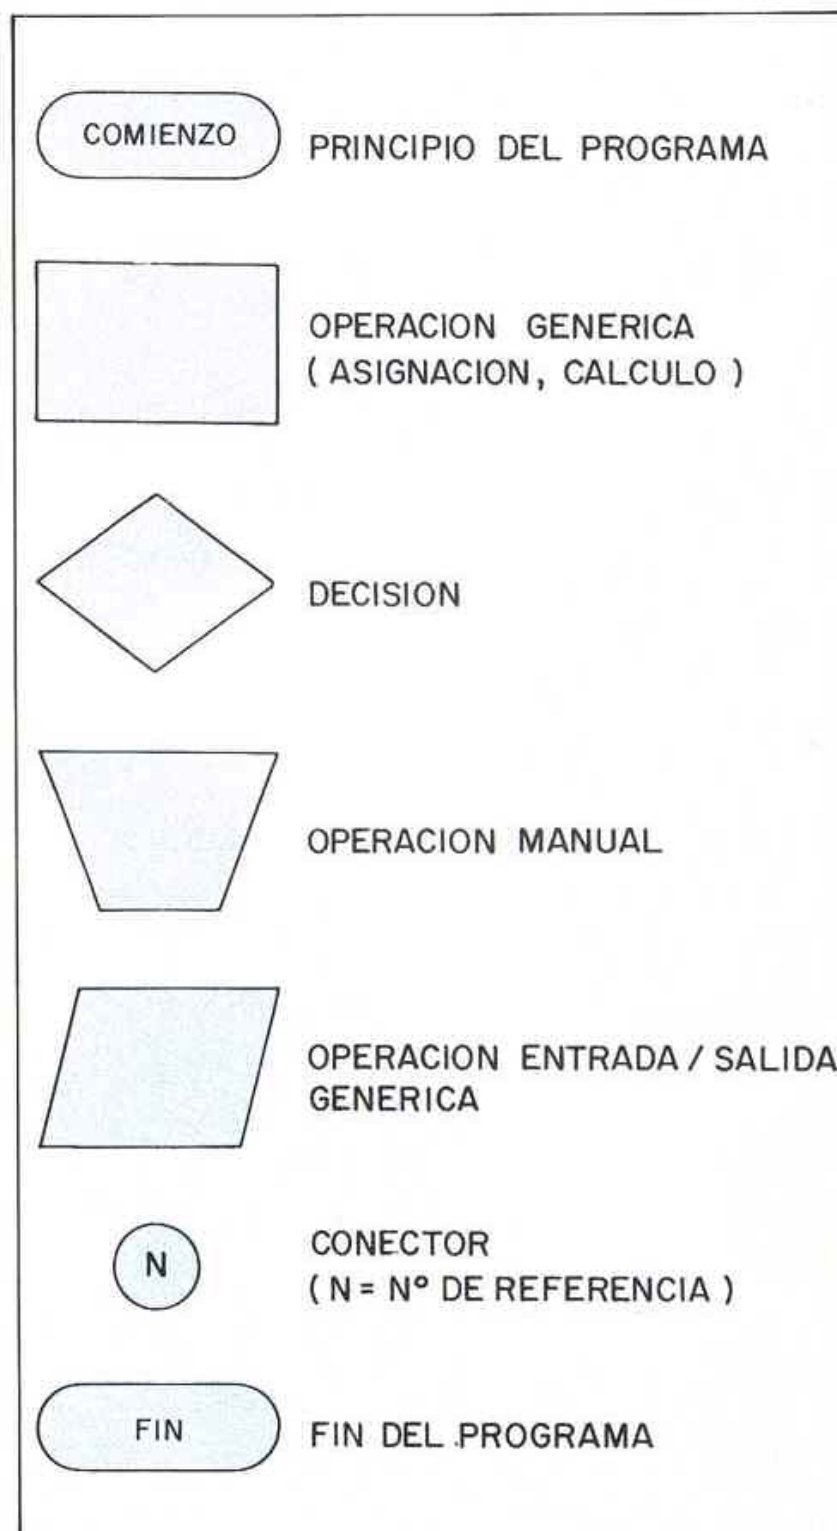 COMIENZO
PRINCIPIO DEL PROGRAMA
OPERACION GENERICA
( ASIGNACION, CALCULO )
DECISION
OPERACION MANUAL
OPERACION ENTRADA / SALIDA
GENERICA
N
CONECTOR
( N = Nº DE REFERENCIA )
FIN
FIN DEL PROGRAMA